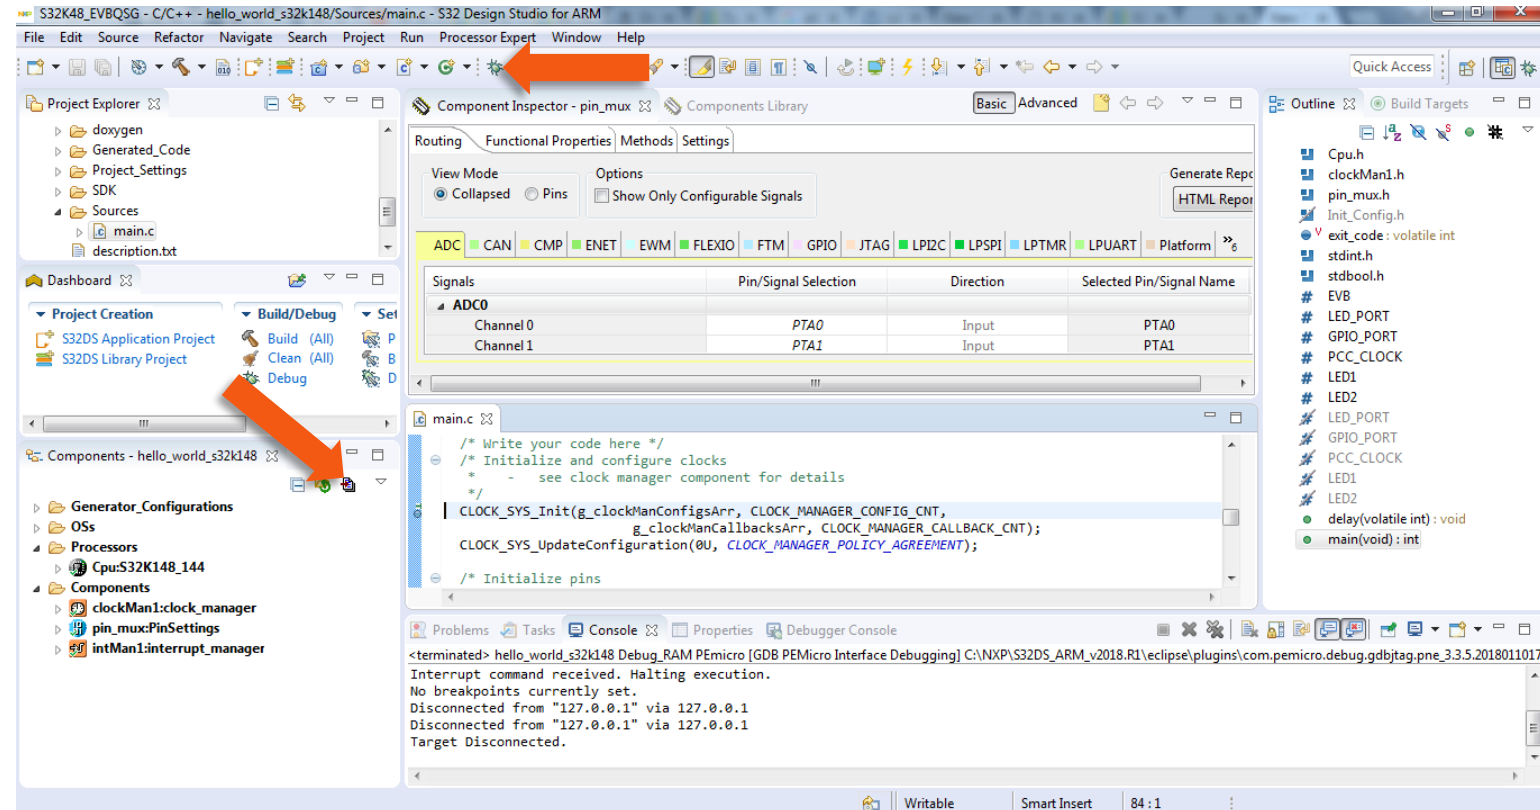 S32K48_EVBQSG - C/C++ - hello_world_s32k148/Sources/main.c - S32 Design Studio for ARM
File Edit Source Refactor Navigate Search Project Run Processor Expert Window Help
Quick Access
Project Explorer
doxygen
Generated_Code
Project_Settings
SDK
Sources
main.c
description.txt
Dashboard
Project Creation
Build/Debug
Set
S32DS Application Project
Build (All)
P
S32DS Library Project
Clean (All)
B
Debug
D
Components - hello_world_s32k148
Generator_Configurations
OSs
Processors
Cpu:S32K148_144
Components
clockMan1:clock_manager
pin_mux:PinSettings
intMan1:interrupt_manager
Component Inspector - pin_mux
Components Library
Basic Advanced
Routing Functional Properties Methods Settings
View Mode
Options
Generate Repo
Collapsed Pins
Show Only Configurable Signals
HTML Repor
ADC CAN CMP ENET EWM FLEXIO FTM GPIO JTAG LPI2C LPSPI LPTMR LPUART Platform »6
Signals Pin/Signal Selection Direction Selected Pin/Signal Name
ADC0
Channel 0 PTA0 Input PTA0
Channel 1 PTA1 Input PTA1
main.c
/* Write your code here */
/* Initialize and configure clocks
* - see clock manager component for details
*/
CLOCK_SYS_Init(g_clockManConfigsArr, CLOCK_MANAGER_CONFIG_CNT,
g_clockManCallbacksArr, CLOCK_MANAGER_CALLBACK_CNT);
CLOCK_SYS_UpdateConfiguration(0U, CLOCK_MANAGER_POLICY_AGREEMENT);
/* Initialize pins
Problems Tasks Console Properties Debugger Console
<terminated> hello_world_s32k148 Debug_RAM PEmicro [GDB PEMicro Interface Debugging] C:\NXP\S32DS_ARM_v2018.R1\eclipse\plugins\com.pemicro.debug.gdbjtag.pne_3.3.5.2018011017
Interrupt command received. Halting execution.
No breakpoints currently set.
Disconnected from "127.0.0.1" via 127.0.0.1
Disconnected from "127.0.0.1" via 127.0.0.1
Target Disconnected.
Outline
Build Targets
Cpu.h
clockMan1.h
pin_mux.h
Init_Config.h
exit_code : volatile int
stdint.h
stdbool.h
EVB
LED_PORT
GPIO_PORT
PCC_CLOCK
LED1
LED2
LED_PORT
GPIO_PORT
PCC_CLOCK
LED1
LED2
delay(volatile int) : void
main(void) : int
Writable Smart Insert 84 : 1